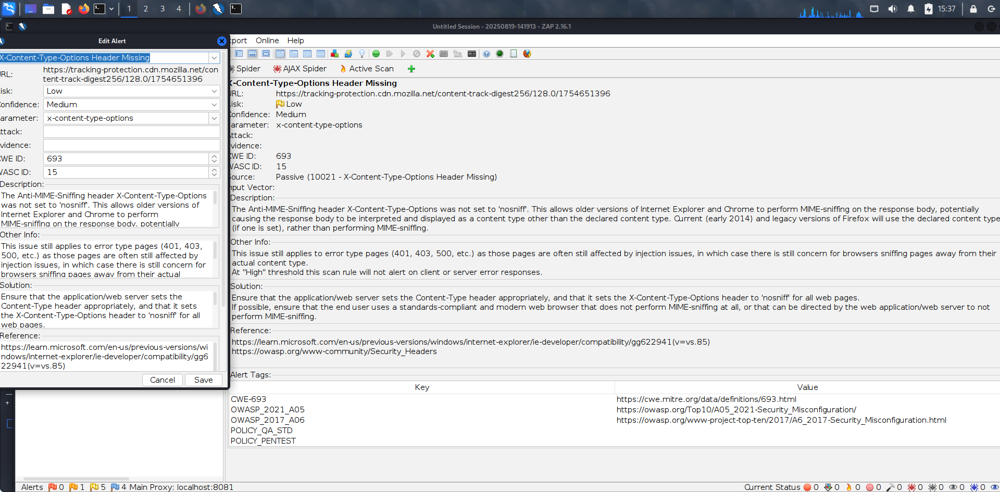 1 2 3 4
15:37
Untitled Session - 20250819-141913 - ZAP 2.16.1
Edit Alert
X-Content-Type-Options Header Missing
URL:
https://tracking-protection.cdn.mozilla.net/con
tent-track-digest256/128.0/1754651396
isk:
Low
onfidence:
Medium
arameter:
x-content-type-options
ttack:
vidence:
CWE ID:
693
WASC ID:
15
Description:
The Anti-MIME-Sniffing header X-Content-Type-Options
was not set to 'nosniff'. This allows older versions of
Internet Explorer and Chrome to perform
MIME-sniffing on the response body, potentially
Other Info:
This issue still applies to error type pages (401, 403,
500, etc.) as those pages are often still affected by
injection issues, in which case there is still concern for
browsers sniffing pages away from their actual
Solution:
Ensure that the application/web server sets the
Content-Type header appropriately, and that it sets
the X-Content-Type-Options header to 'nosniff' for all
web pages.
Reference:
https://learn.microsoft.com/en-us/previous-versions/wi
ndows/internet-explorer/ie-developer/compatibility/gg6
22941(v=vs.85)
Cancel Save
xport Online Help
Spider AJAX Spider Active Scan
X-Content-Type-Options Header Missing
URL: https://tracking-protection.cdn.mozilla.net/content-track-digest256/128.0/1754651396
isk: Low
Confidence: Medium
arameter: x-content-type-options
Attack:
vidence:
CWE ID: 693
WASC ID: 15
ource: Passive (10021 - X-Content-Type-Options Header Missing)
nput Vector:
Description:
The Anti-MIME-Sniffing header X-Content-Type-Options was not set to 'nosniff'. This allows older versions of Internet Explorer and Chrome to perform MIME-sniffing on the response body, potentially
causing the response body to be interpreted and displayed as a content type other than the declared content type. Current (early 2014) and legacy versions of Firefox will use the declared content type
(if one is set), rather than performing MIME-sniffing.
Other Info:
This issue still applies to error type pages (401, 403, 500, etc.) as those pages are often still affected by injection issues, in which case there is still concern for browsers sniffing pages away from their
actual content type.
At "High" threshold this scan rule will not alert on client or server error responses.
Solution:
Ensure that the application/web server sets the Content-Type header appropriately, and that it sets the X-Content-Type-Options header to 'nosniff' for all web pages.
If possible, ensure that the end user uses a standards-compliant and modern web browser that does not perform MIME-sniffing at all, or that can be directed by the web application/web server to not
perform MIME-sniffing.
Reference:
https://learn.microsoft.com/en-us/previous-versions/windows/internet-explorer/ie-developer/compatibility/gg622941(v=vs.85)
https://owasp.org/www-community/Security_Headers
Alert Tags:
Key Value
CWE-693 https://cwe.mitre.org/data/definitions/693.html
OWASP_2021_A05 https://owasp.org/Top10/A05_2021-Security_Misconfiguration/
OWASP_2017_A06 https://owasp.org/www-project-top-ten/2017/A6_2017-Security_Misconfiguration.html
POLICY_QA_STD
POLICY_PENTEST
Alerts 0 1 5 4 Main Proxy: localhost:8081
Current Status 0 0 0 0 0 0 0 0 0